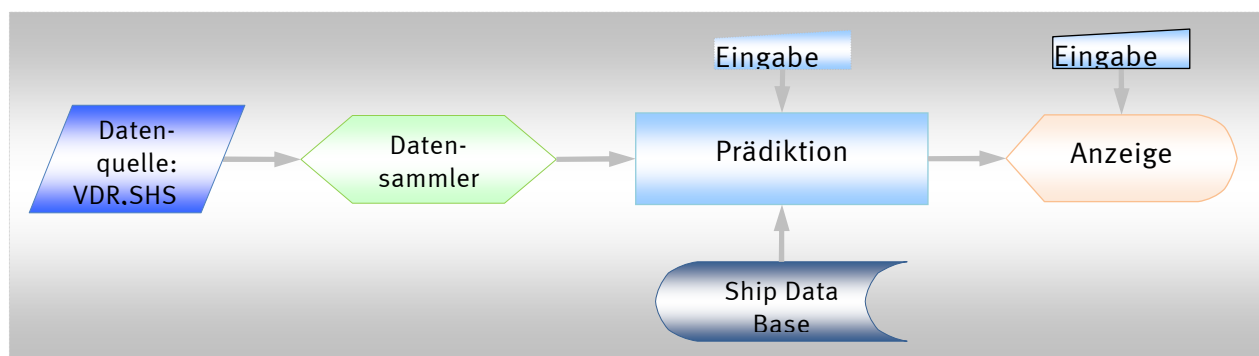 Eingabe
Eingabe
Daten-
quelle:
VDR,SHS
Daten-
sammler
Prädiktion
Anzeige
Ship Data
Base